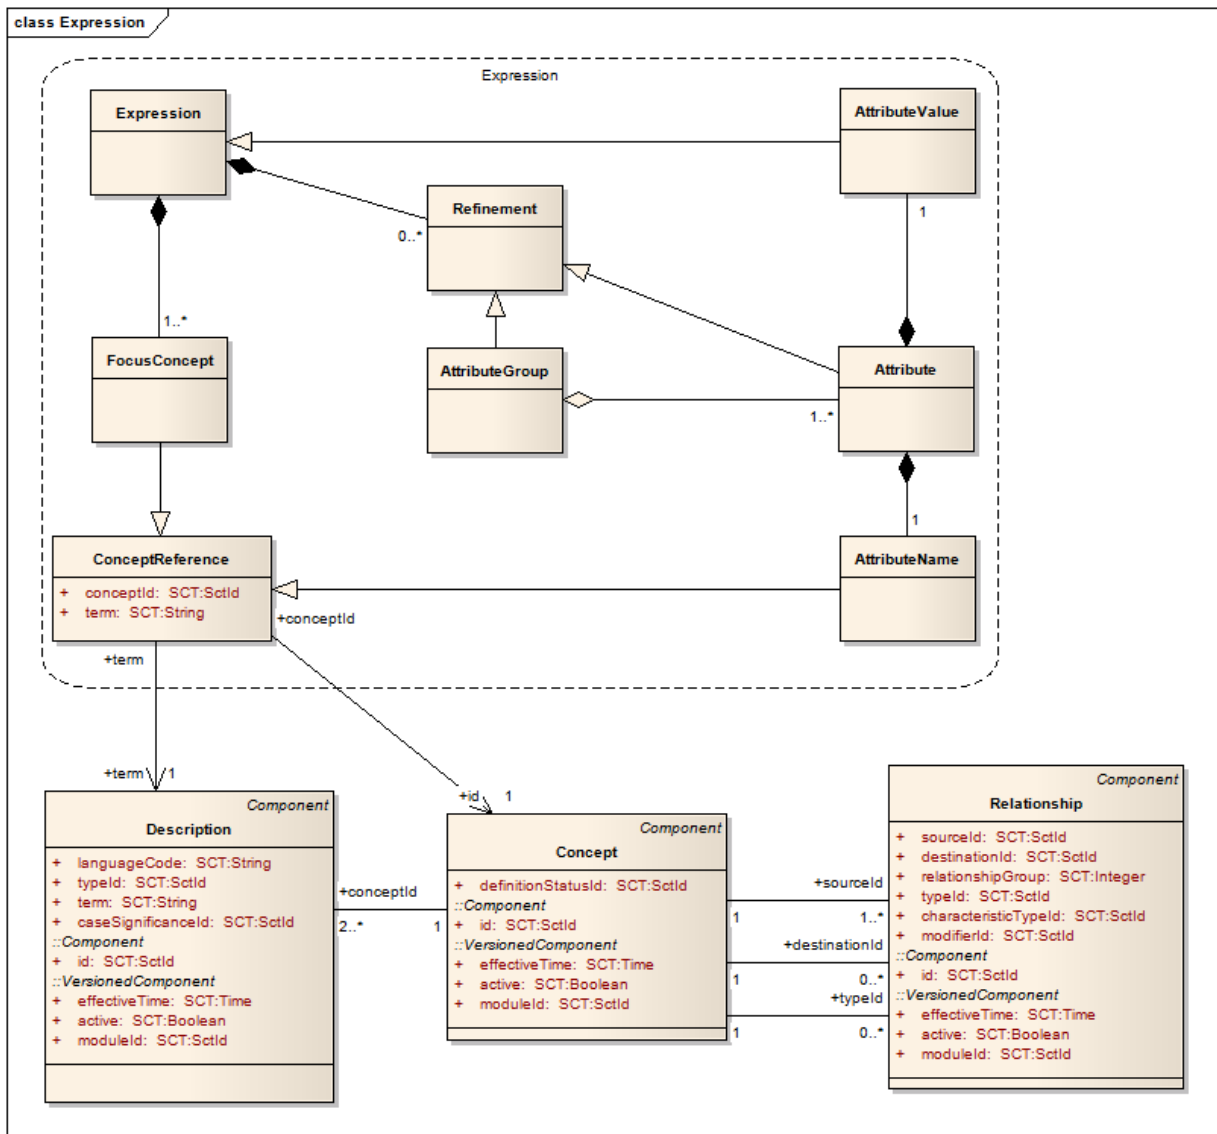 class Expression
Expression
Expression
AttributeValue
Refinement
1
0..*
1..*
FocusConcept
AttributeGroup
Attribute
1..*
1
ConceptReference
+ conceptId: SCT:SctId
+ term: SCT:String
AttributeName
+conceptId
+term
+term
1
+id
1
Component
Description
+ languageCode: SCT:String
+ typeId: SCT:SctId
+ term: SCT:String
+ caseSignificanceId: SCT:SctId
::Component
+ id: SCT:SctId
::VersionedComponent
+ effectiveTime: SCT:Time
+ active: SCT:Boolean
+ moduleId: SCT:SctId
+conceptId
2..*
1
Component
Concept
+ definitionStatusId: SCT:SctId
::Component
+ id: SCT:SctId
::VersionedComponent
+ effectiveTime: SCT:Time
+ active: SCT:Boolean
+ moduleId: SCT:SctId
+sourceId
1
1..*
+destinationId
1
0..*
+typeId
1
0..*
Component
Relationship
+ sourceId: SCT:SctId
+ destinationId: SCT:SctId
+ relationshipGroup: SCT:Integer
+ typeId: SCT:SctId
+ characteristicTypeId: SCT:SctId
+ modifierId: SCT:SctId
::Component
+ id: SCT:SctId
::VersionedComponent
+ effectiveTime: SCT:Time
+ active: SCT:Boolean
+ moduleId: SCT:SctId